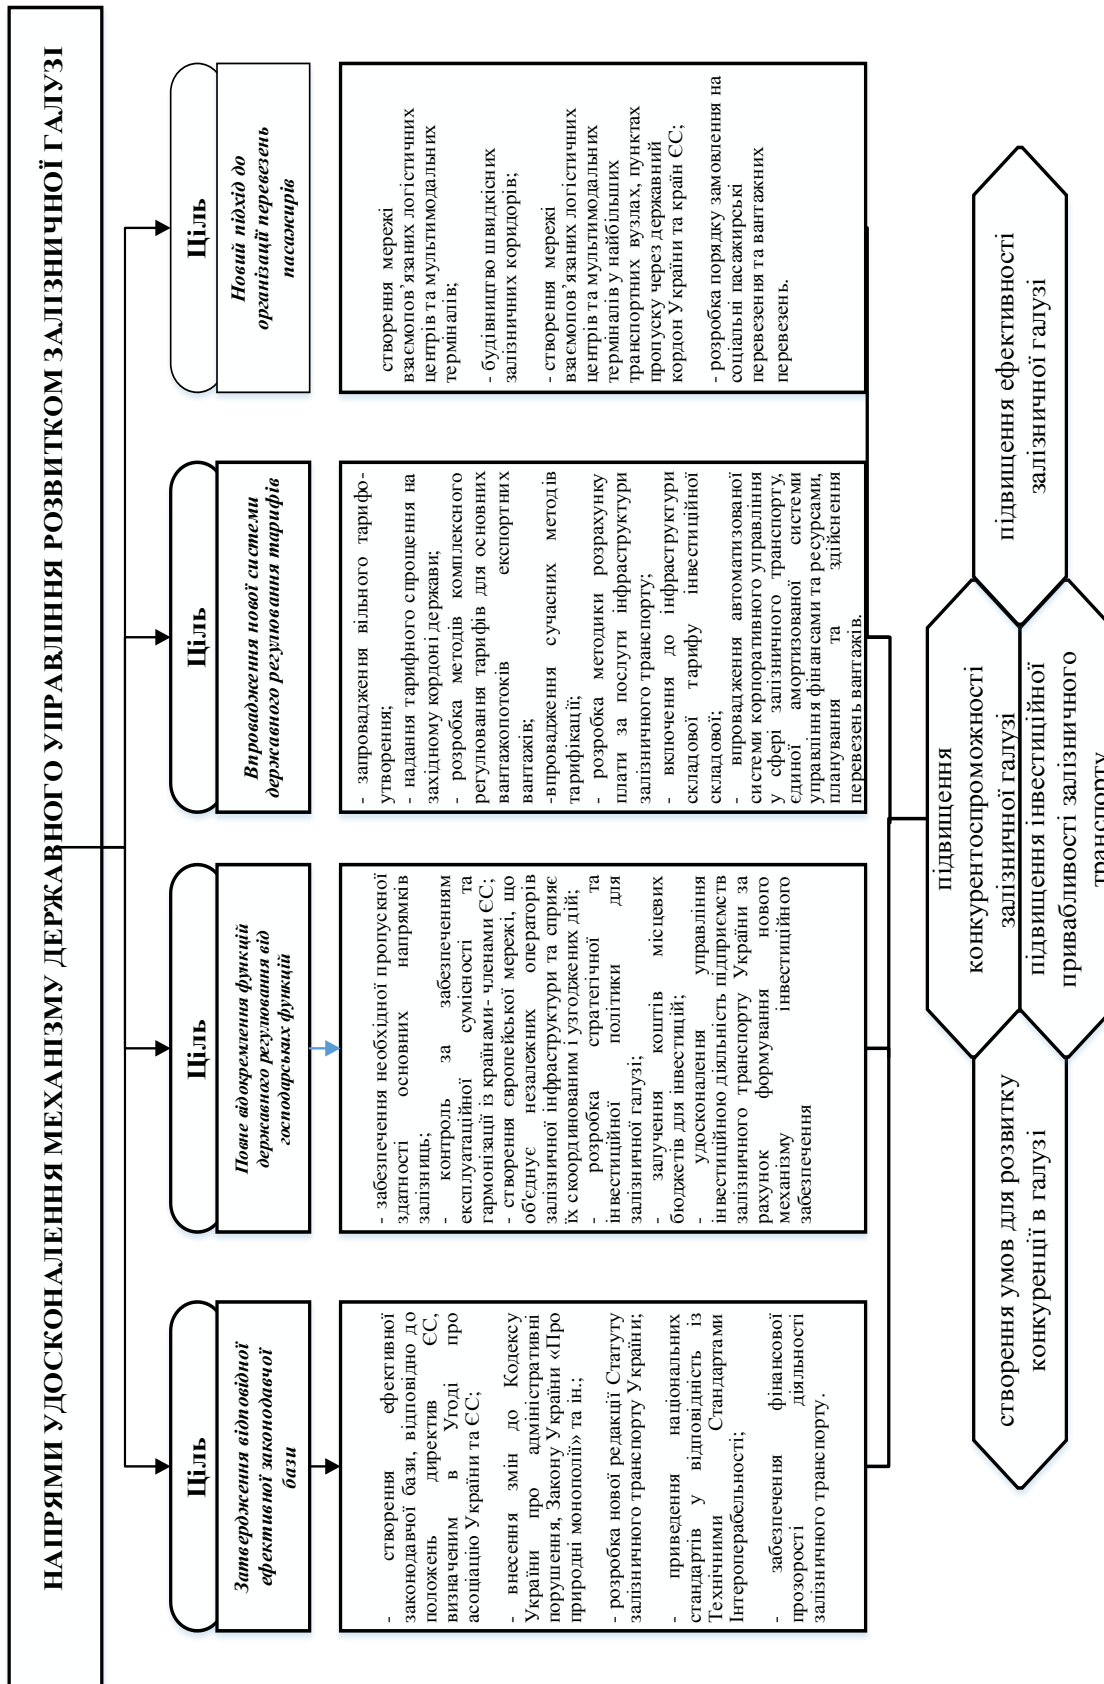 НАПРЯМИ УДОСКОНАЛЕННЯ МЕХАНІЗМУ ДЕРЖАВНОГО УПРАВЛІННЯ РОЗВИТКОМ ЗАЛІЗНИЧНОЇ ГАЛУЗІ
Ціль
Затвердження відповідної
ефективної законодавчої
бази
- створення ефективної
законодавчої бази, відповідно до
положень директив ЄС,
визначеним в Угоді про
асоціацію України та ЄС;
- внесення змін до Кодексу
України про адміністративні
порушення, Закону України «Про
природні монополії» та ін.;
- розробка нової редакції Статуту
залізничного транспорту України;
- приведення національних
стандартів у відповідність із
Технічними Стандартами
Інтероперабельності;
- забезпечення фінансової
прозорості діяльності
залізничного транспорту.
Ціль
Повне відокремлення функцій
державного регулювання від
господарських функцій
- забезпечення необхідної пропускної
здатності основних напрямків
залізниць;
- контроль за забезпеченням
експлуатаційної сумісності та
гармонізації із країнами- членами ЄС;
- створення європейської мережі, що
об'єднує незалежних операторів
залізничної інфраструктури та сприяє
їх скоординованим і узгоджених дій;
- розробка стратегічної та
інвестиційної політики для
залізничної галузі;
- залучення коштів місцевих
бюджетів для інвестицій;
- удосконалення управління
інвестиційною діяльність підприємств
залізничного транспорту України за
рахунок формування нового
механізму інвестиційного
забезпечення
Ціль
Впровадження нової системи
державного регулювання тарифів
- запровадження вільного тарифо-
утворення;
- надання тарифного спрощення на
західному кордоні держави;
- розробка методів комплексного
регулювання тарифів для основних
вантажопотоків експортних
вантажів;
-впровадження сучасних методів
тарифікації;
- розробка методики розрахунку
плати за послуги інфраструктури
залізничного транспорту;
- включення до інфраструктури
складової тарифу інвестиційної
складової;
- впровадження автоматизованої
системи корпоративного управління
у сфері залізничного транспорту,
єдиної амортизованої системи
управління фінансами та ресурсами,
планування та здійснення
перевезень вантажів.
Ціль
Новий підхід до
організації перевезень
пасажирів
створення мережі
взаємопов'язаних логістичних
центрів та мультимодальних
терміналів;
- будівництво швидкісних
залізничних коридорів;
- створення мережі
взаємопов'язаних логістичних
центрів та мультимодальних
терміналів у найбільших
транспортних вузлах, пунктах
пропуску через державний
кордон України та країн ЄС;
- розробка порядку замовлення на
соціальні пасажирські
перевезення та вантажних
перевезень.
створення умов для розвитку
конкуренції в галузі
підвищення
конкурентоспроможності
залізничної галузі
підвищення інвестиційної
привабливості залізничного
транспорту
підвищення ефективності
залізничної галузі